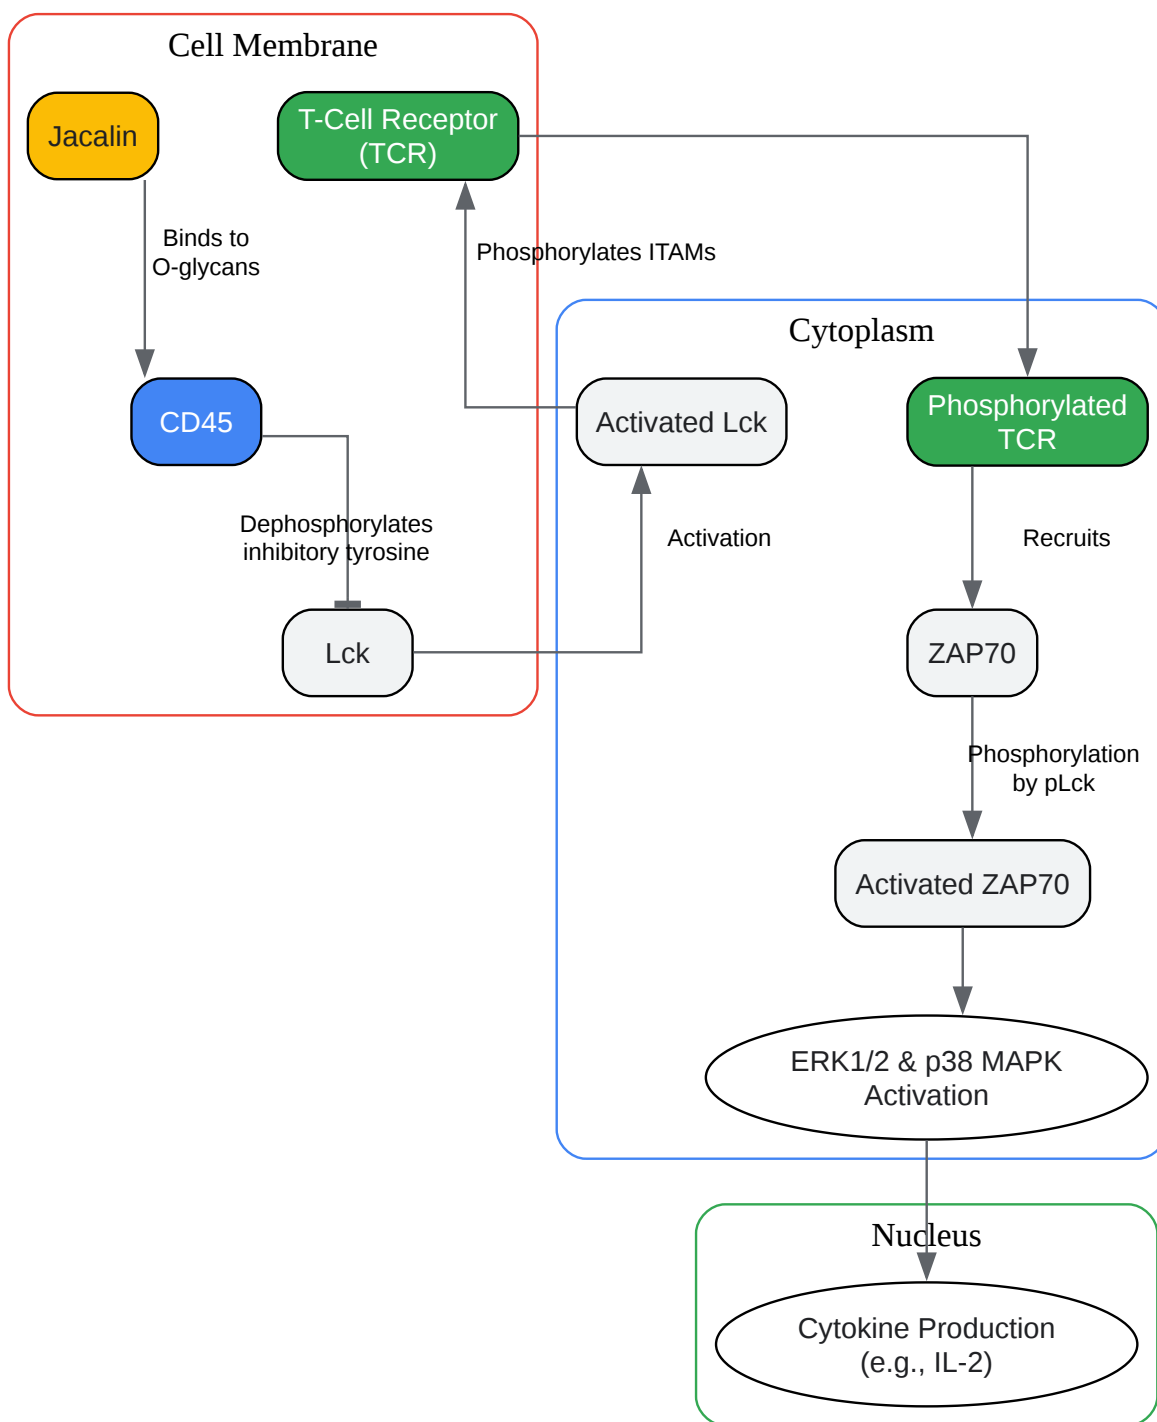 Cell Membrane
Jacalin
T-Cell Receptor
(TCR)
Binds to
O-glycans
Phosphorylates ITAMs
Cytoplasm
CD45
Activated Lck
Phosphorylated
TCR
Dephosphorylates
inhibitory tyrosine
Activation
Recruits
Lck
ZAP70
Phosphorylation
by pLck
Activated ZAP70
ERK1/2 & p38 MAPK
Activation
Nucleus
Cytokine Production
(e.g., IL-2)